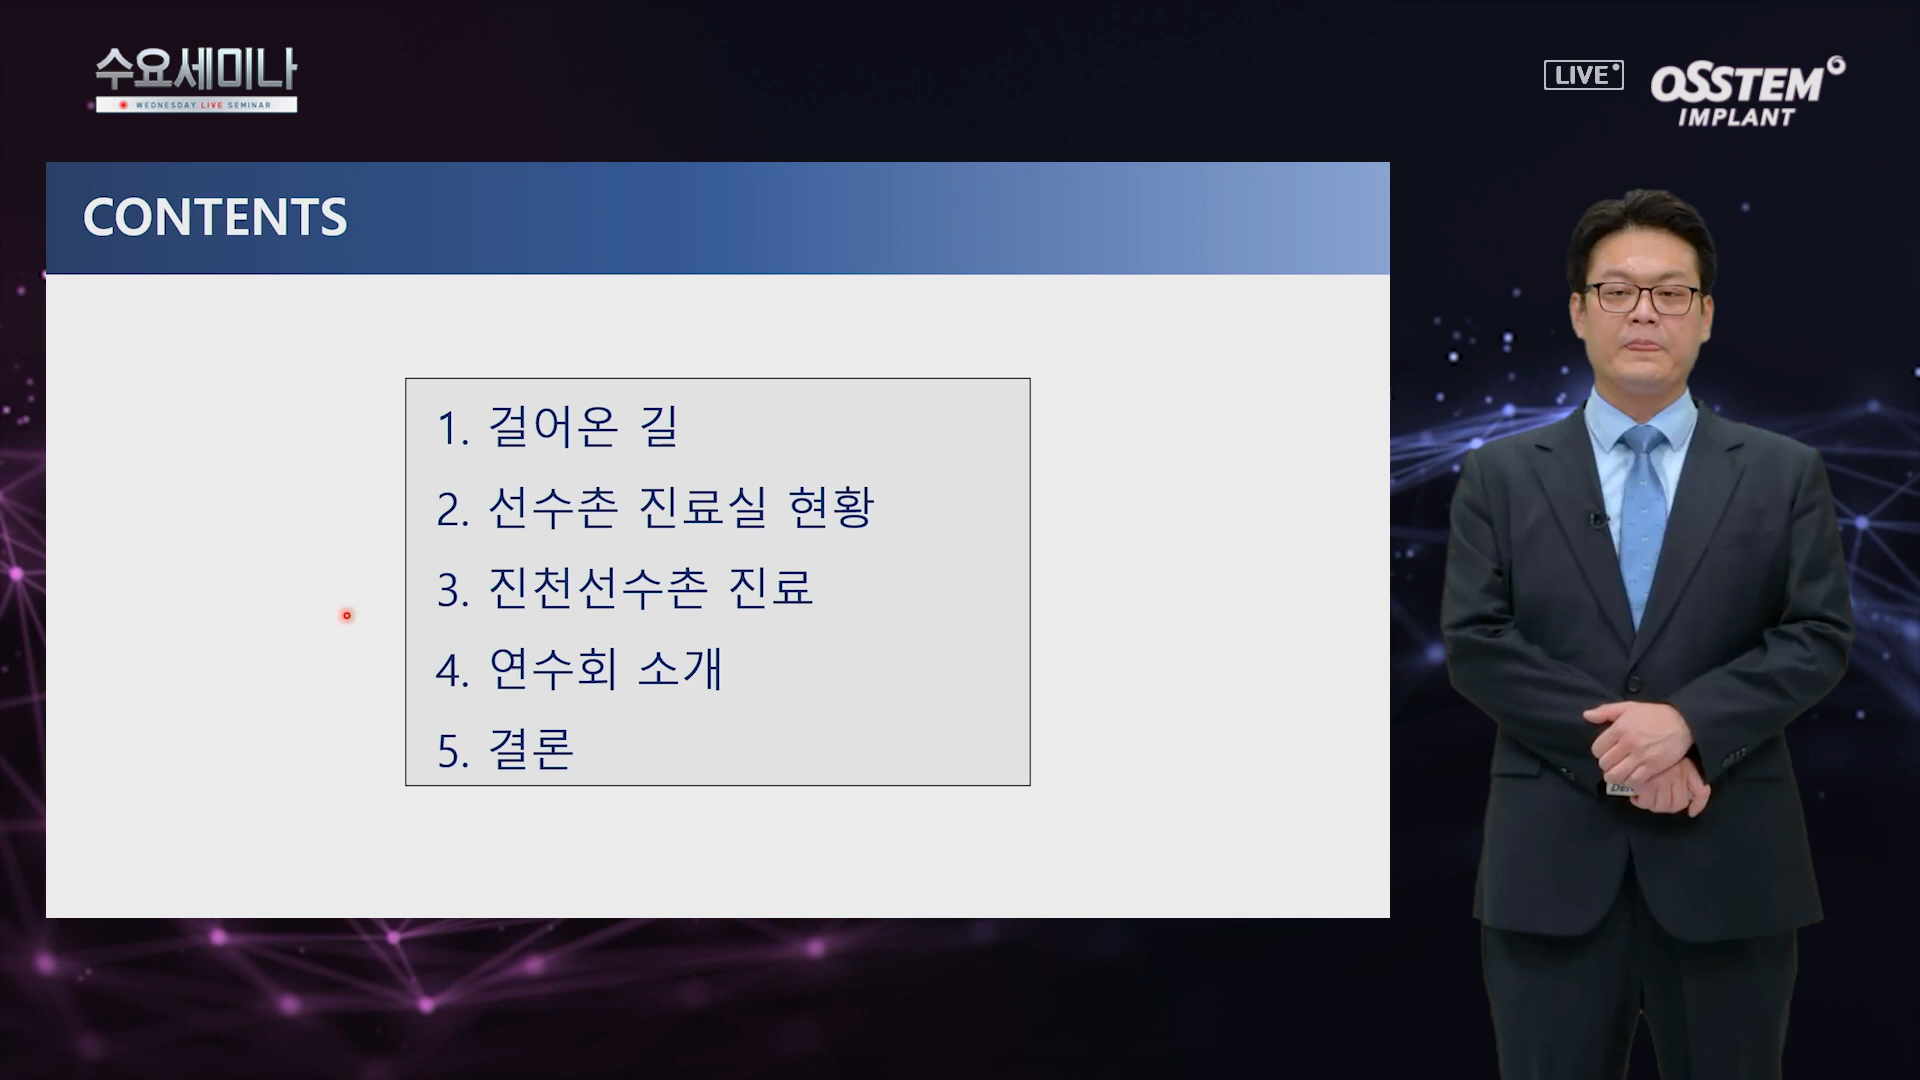 수요세미나
WEDNESDAY LIVE SEMINAR
LIVE
OSSTEM
IMPLANT
CONTENTS
1. 걸어온 길
2. 선수촌 진료실 현황
3. 진천선수촌 진료
4. 연수회 소개
5. 결론